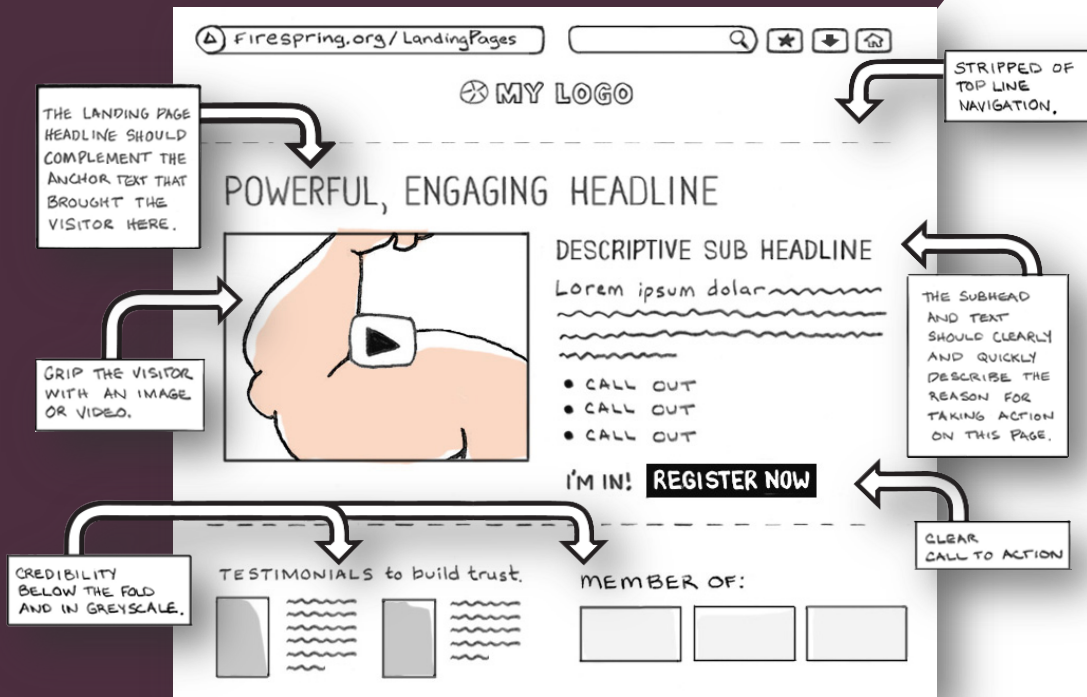 Firespring.org/LandingPages
MY LOGO
STRIPPED OF
TOP LINE
NAVIGATION.
THE LANDING PAGE
HEADLINE SHOULD
COMPLEMENT THE
ANCHOR TEXT THAT
BROUGHT THE
VISITOR HERE.
POWERFUL, ENGAGING HEADLINE
GRIP THE VISITOR
WITH AN IMAGE
OR VIDEO.
DESCRIPTIVE SUB HEADLINE
Lorem ipsum dolar
• CALL OUT
• CALL OUT
• CALL OUT
THE SUBHEAD
AND TEXT
SHOULD CLEARLY
AND QUICKLY
DESCRIBE THE
REASON FOR
TAKING ACTION
ON THIS PAGE.
I'M IN! REGISTER NOW
CLEAR
CALL TO ACTION
CREDIBILITY
BELOW THE FOLD
AND IN GREYSCALE.
TESTIMONIALS to build trust.
MEMBER OF: